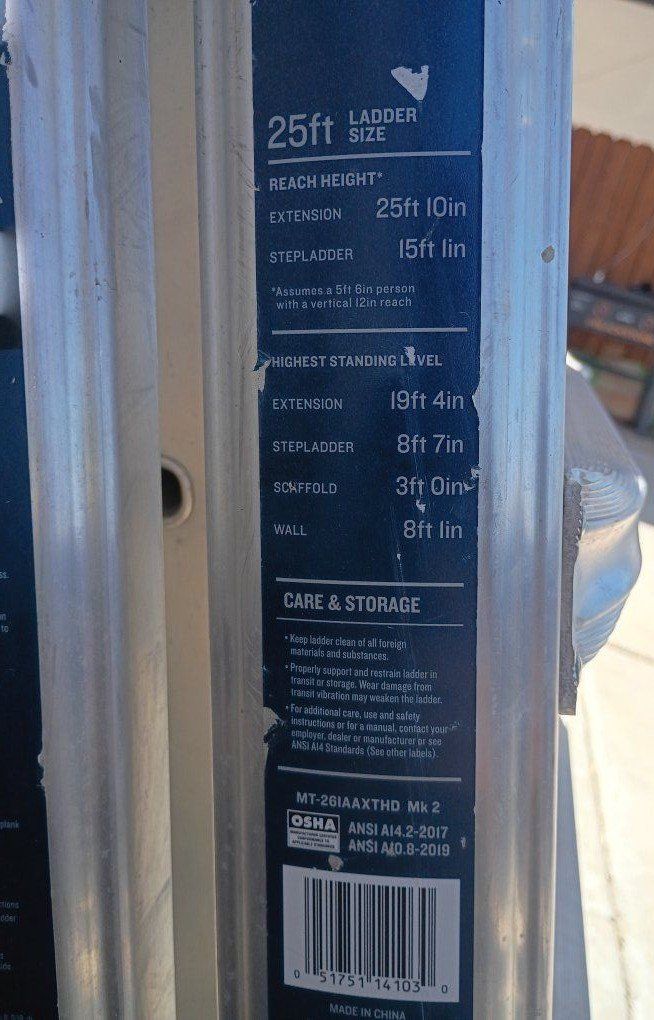 25ft LADDER SIZE
REACH HEIGHT*
EXTENSION 25ft 10in
STEPLADDER 15ft 1in
*Assumes a 5ft 6in person
with a vertical 12in reach
HIGHEST STANDING LEVEL
EXTENSION 19ft 4in
STEPLADDER 8ft 7in
SCAFFOLD 3ft 0in
WALL 8ft 1in
CARE & STORAGE
• Keep ladder clean of all foreign
materials and substances.
• Properly support and restrain ladder in
transit or storage. Wear damage from
transit vibration may weaken the ladder.
• For additional care, use and safety
instructions or for a manual, contact your
employer, dealer or manufacturer or see
ANSI A14 Standards (See other labels).
MT-26IAAXTHD Mk 2
OSHA
ANSI A14.2-2017
ANSI A10.8-2019
0 51751 14103 0
MADE IN CHINA
plank